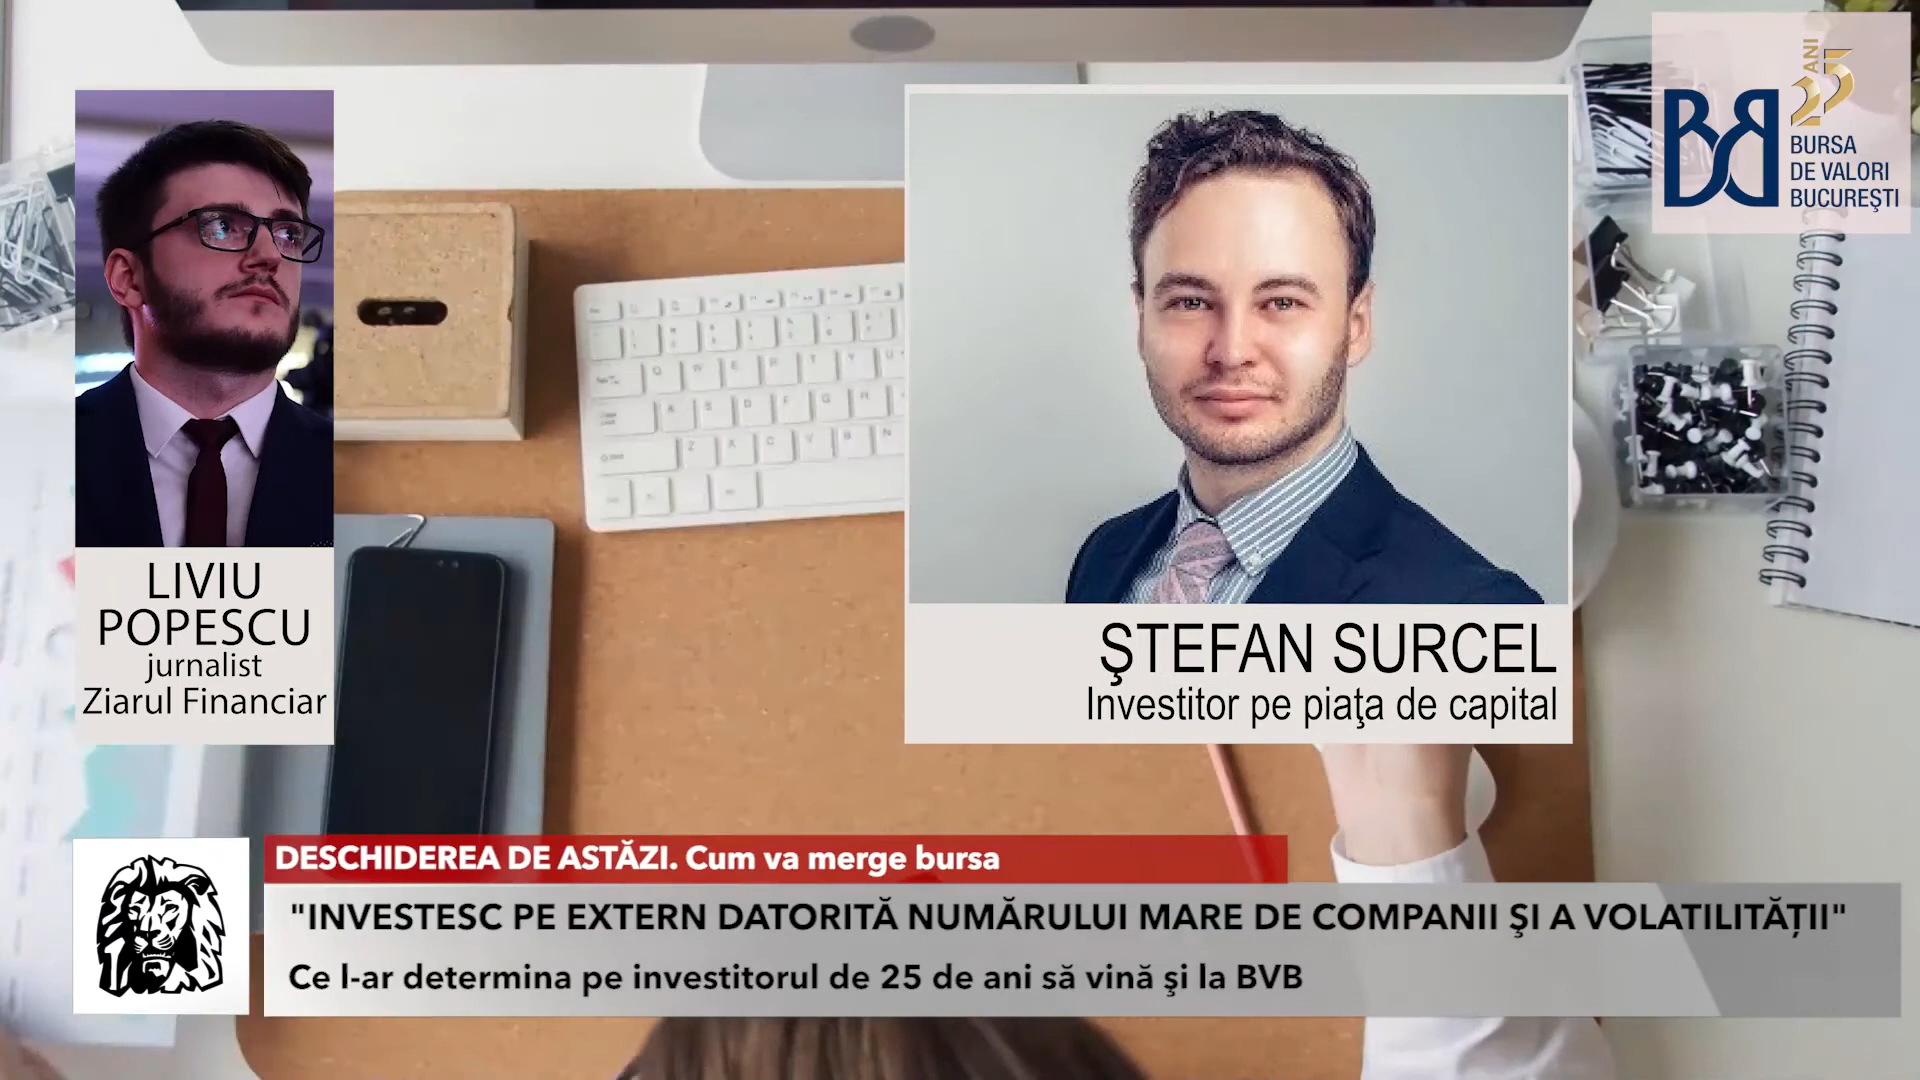 25 ANI
BURSA
DE VALORI
BUCUREŞTI
LIVIU
POPESCU
jurnalist
Ziarul Financiar
ŞTEFAN SURCEL
Investitor pe piaţa de capital
DESCHIDEREA DE ASTĂZI. Cum va merge bursa
"INVESTESC PE EXTERN DATORITĂ NUMĂRULUI MARE DE COMPANII ŞI A VOLATILITĂȚII"
Ce l-ar determina pe investitorul de 25 de ani să vină şi la BVB